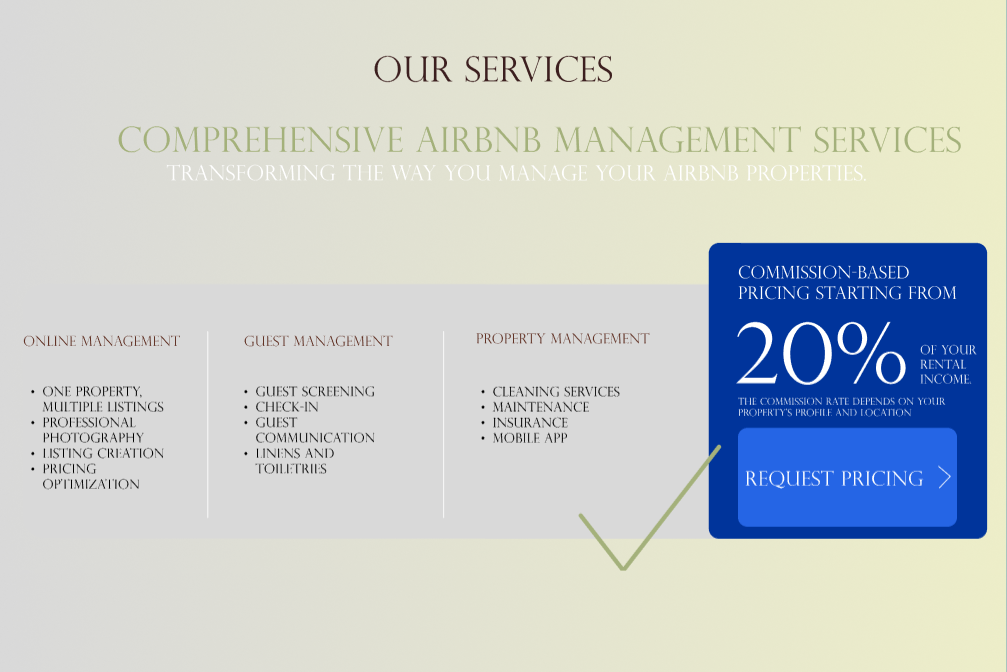 OUR SERVICES
COMPREHENSIVE AIRBNB MANAGEMENT SERVICES
TRANSFORMING THE WAY YOU MANAGE YOUR AIRBNB PROPERTIES.
ONLINE MANAGEMENT
• ONE PROPERTY,
MULTIPLE LISTINGS
• PROFESSIONAL
PHOTOGRAPHY
• LISTING CREATION
• PRICING
OPTIMIZATION
GUEST MANAGEMENT
• GUEST SCREENING
• CHECK-IN
• GUEST
COMMUNICATION
• LINENS AND
TOILETRIES
PROPERTY MANAGEMENT
• CLEANING SERVICES
• MAINTENANCE
• INSURANCE
• MOBILE APP
COMMISSION-BASED
PRICING STARTING FROM
20%
OF YOUR
RENTAL
INCOME.
THE COMMISSION RATE DEPENDS ON YOUR
PROPERTY'S PROFILE AND LOCATION
REQUEST PRICING